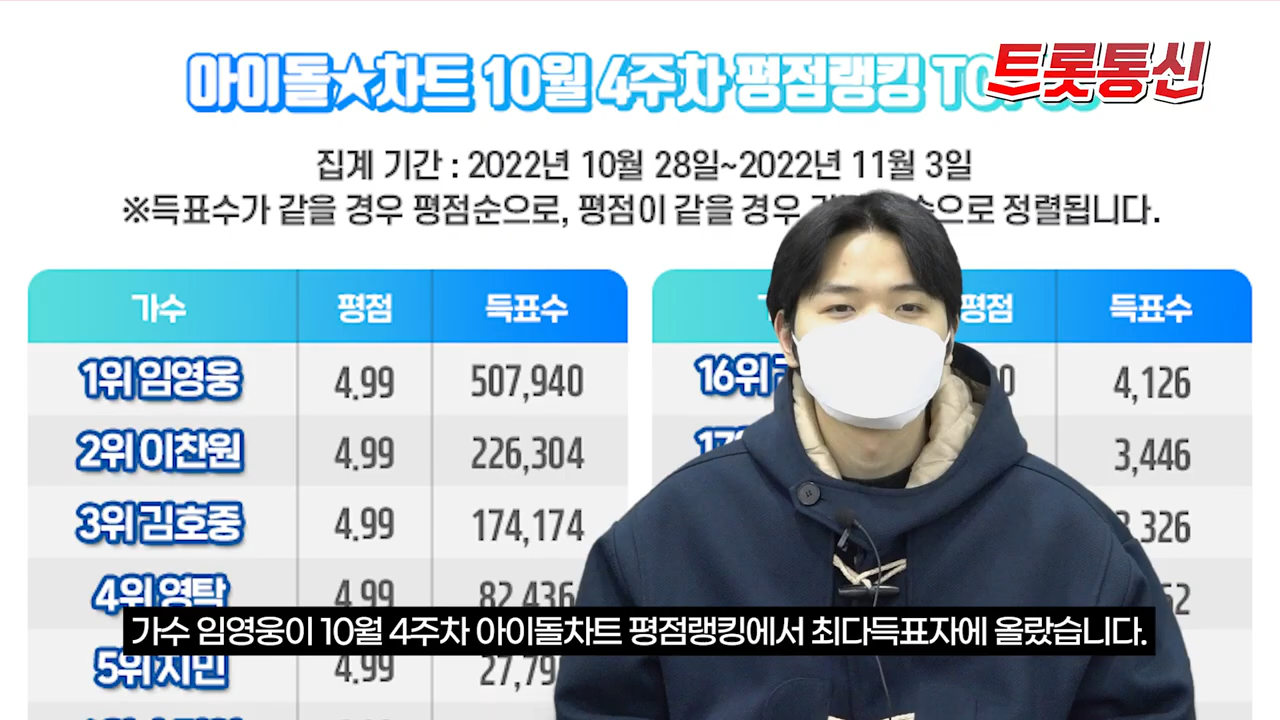 아이돌★차트 10월 4주차 평점랭킹
트롯통신
집계 기간 : 2022년 10월 28일~2022년 11월 3일
※득표수가 같을 경우 평점순으로, 평점이 같을 경우 정렬됩니다.
가수 평점 득표수
평점 득표수
1위 임영웅 4.99 507,940
16위 4,126
2위 이찬원 4.99 226,304
3,446
3위 김호중 4.99 174,174
4위 영탁 4.99 82,436
가수 임영웅이 10월 4주차 아이돌차트 평점랭킹에서 최다득표자에 올랐습니다.
5위 지민 4.99